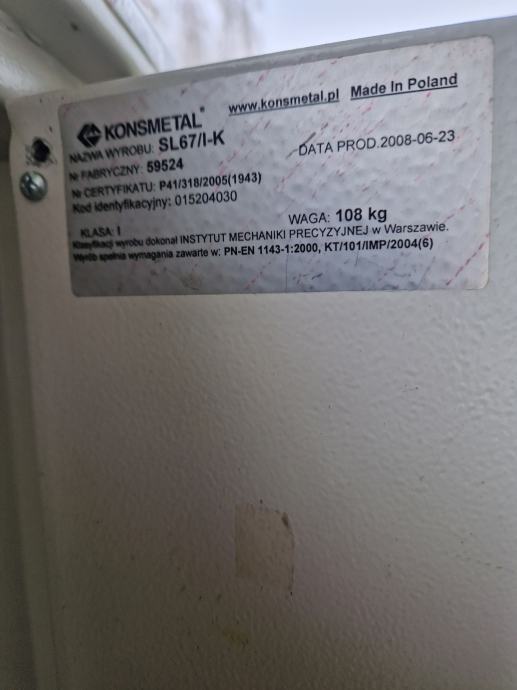 KONSMETAL®
www.konsmetal.pl Made In Poland
NAZWA WYROBU: SL67/I-K
DATA PROD.2008-06-23
Nr FABRYCZNY: 59524
Nr CERTYFIKATU: P41/318/2005(1943)
Kod identyfikacyjny: 015204030
WAGA: 108 kg
KLASA: I
Klasyfikacji wyrobu dokonał INSTYTUT MECHANIKI PRECYZYJNEJ w Warszawie.
Wyrób spełnia wymagania zawarte w: PN-EN 1143-1:2000, KT/101/IMP/2004(6)